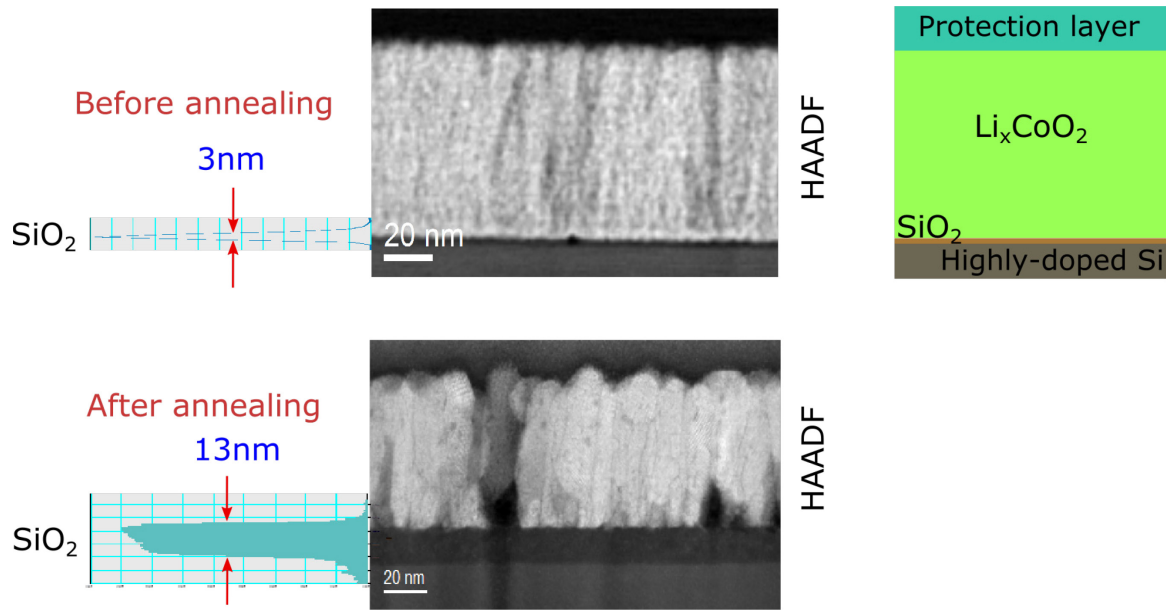 Before annealing
3nm
SiO₂
20 nm
HAADF
Protection layer
LiₓCoO₂
SiO₂
Highly-doped Si
After annealing
13nm
SiO₂
20 nm
HAADF